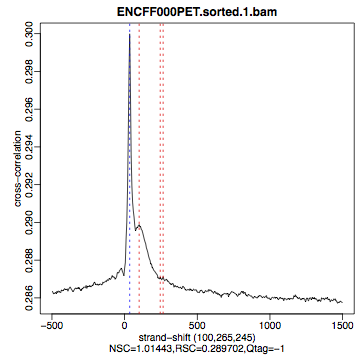 ENCFF000PET.sorted.1.bam
cross-correlation
0.300
0.298
0.296
0.294
0.292
0.290
0.288
0.286
-500 0 500 1000 1500
strand-shift (100,265,245)
NSC=1.01443,RSC=0.289702,Qtag=-1